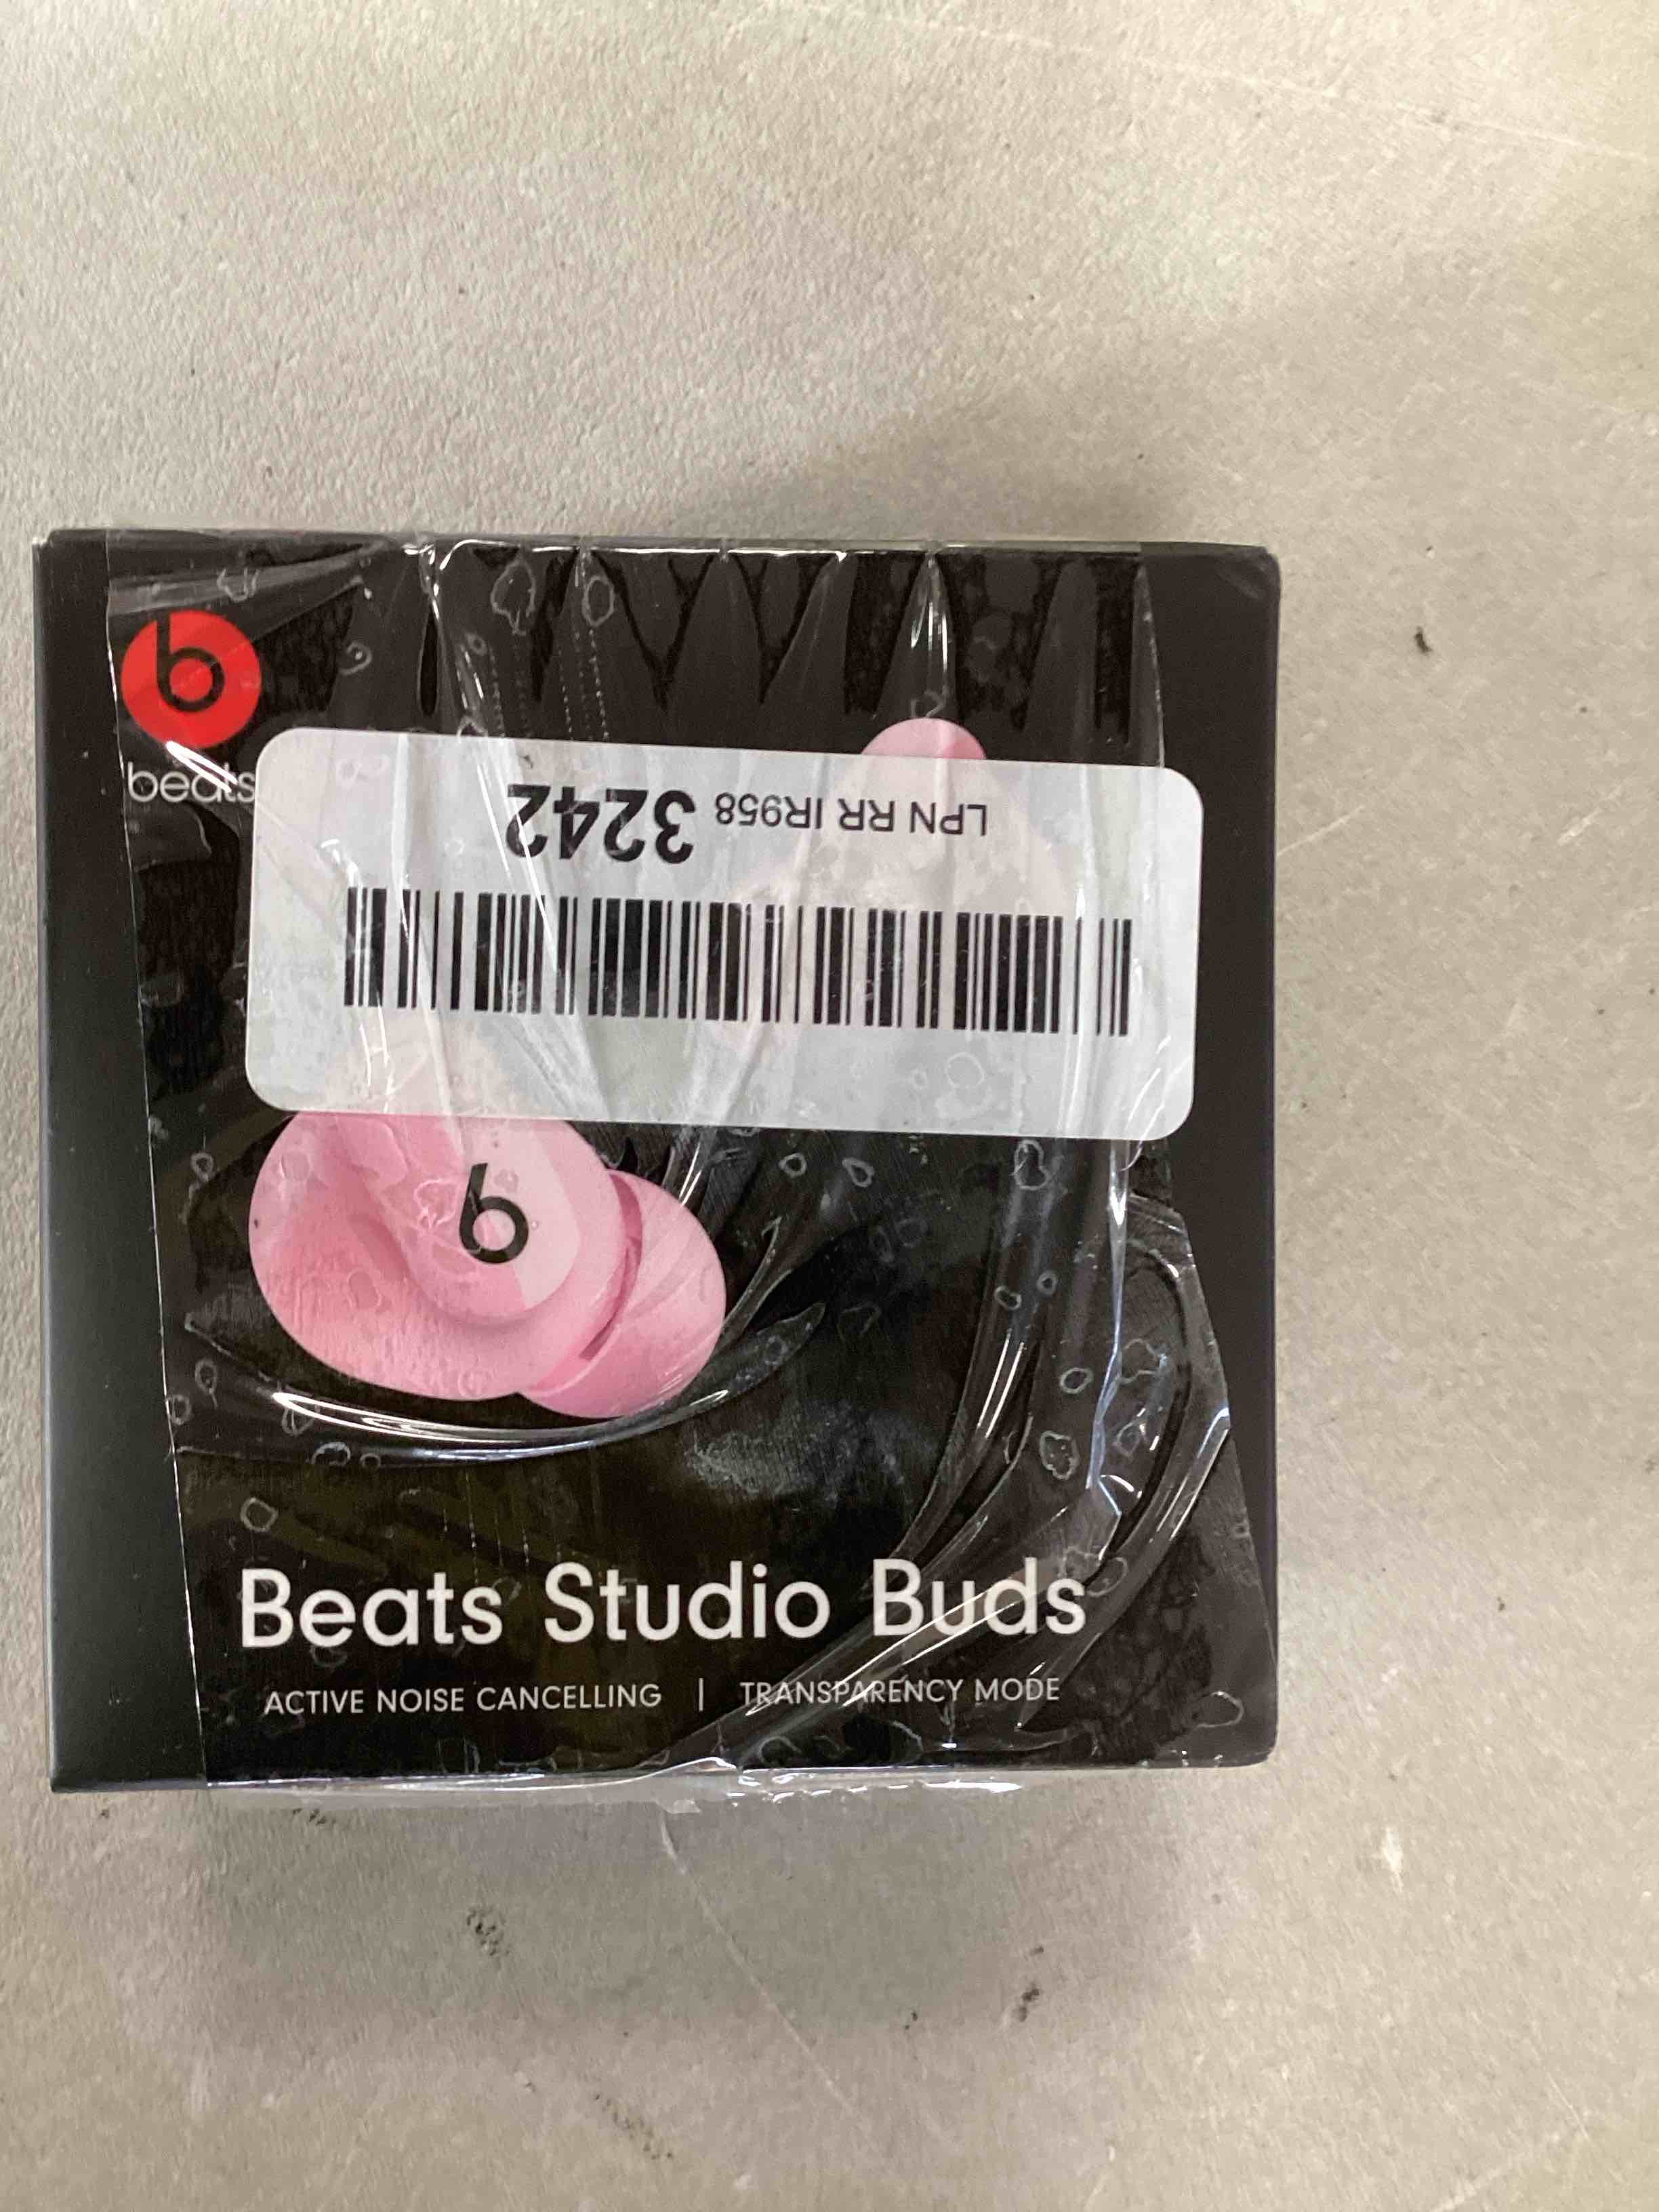 b
beats
LPN RR IR958 3242
b
Beats Studio Buds
ACTIVE NOISE CANCELLING | TRANSPARENCY MODE